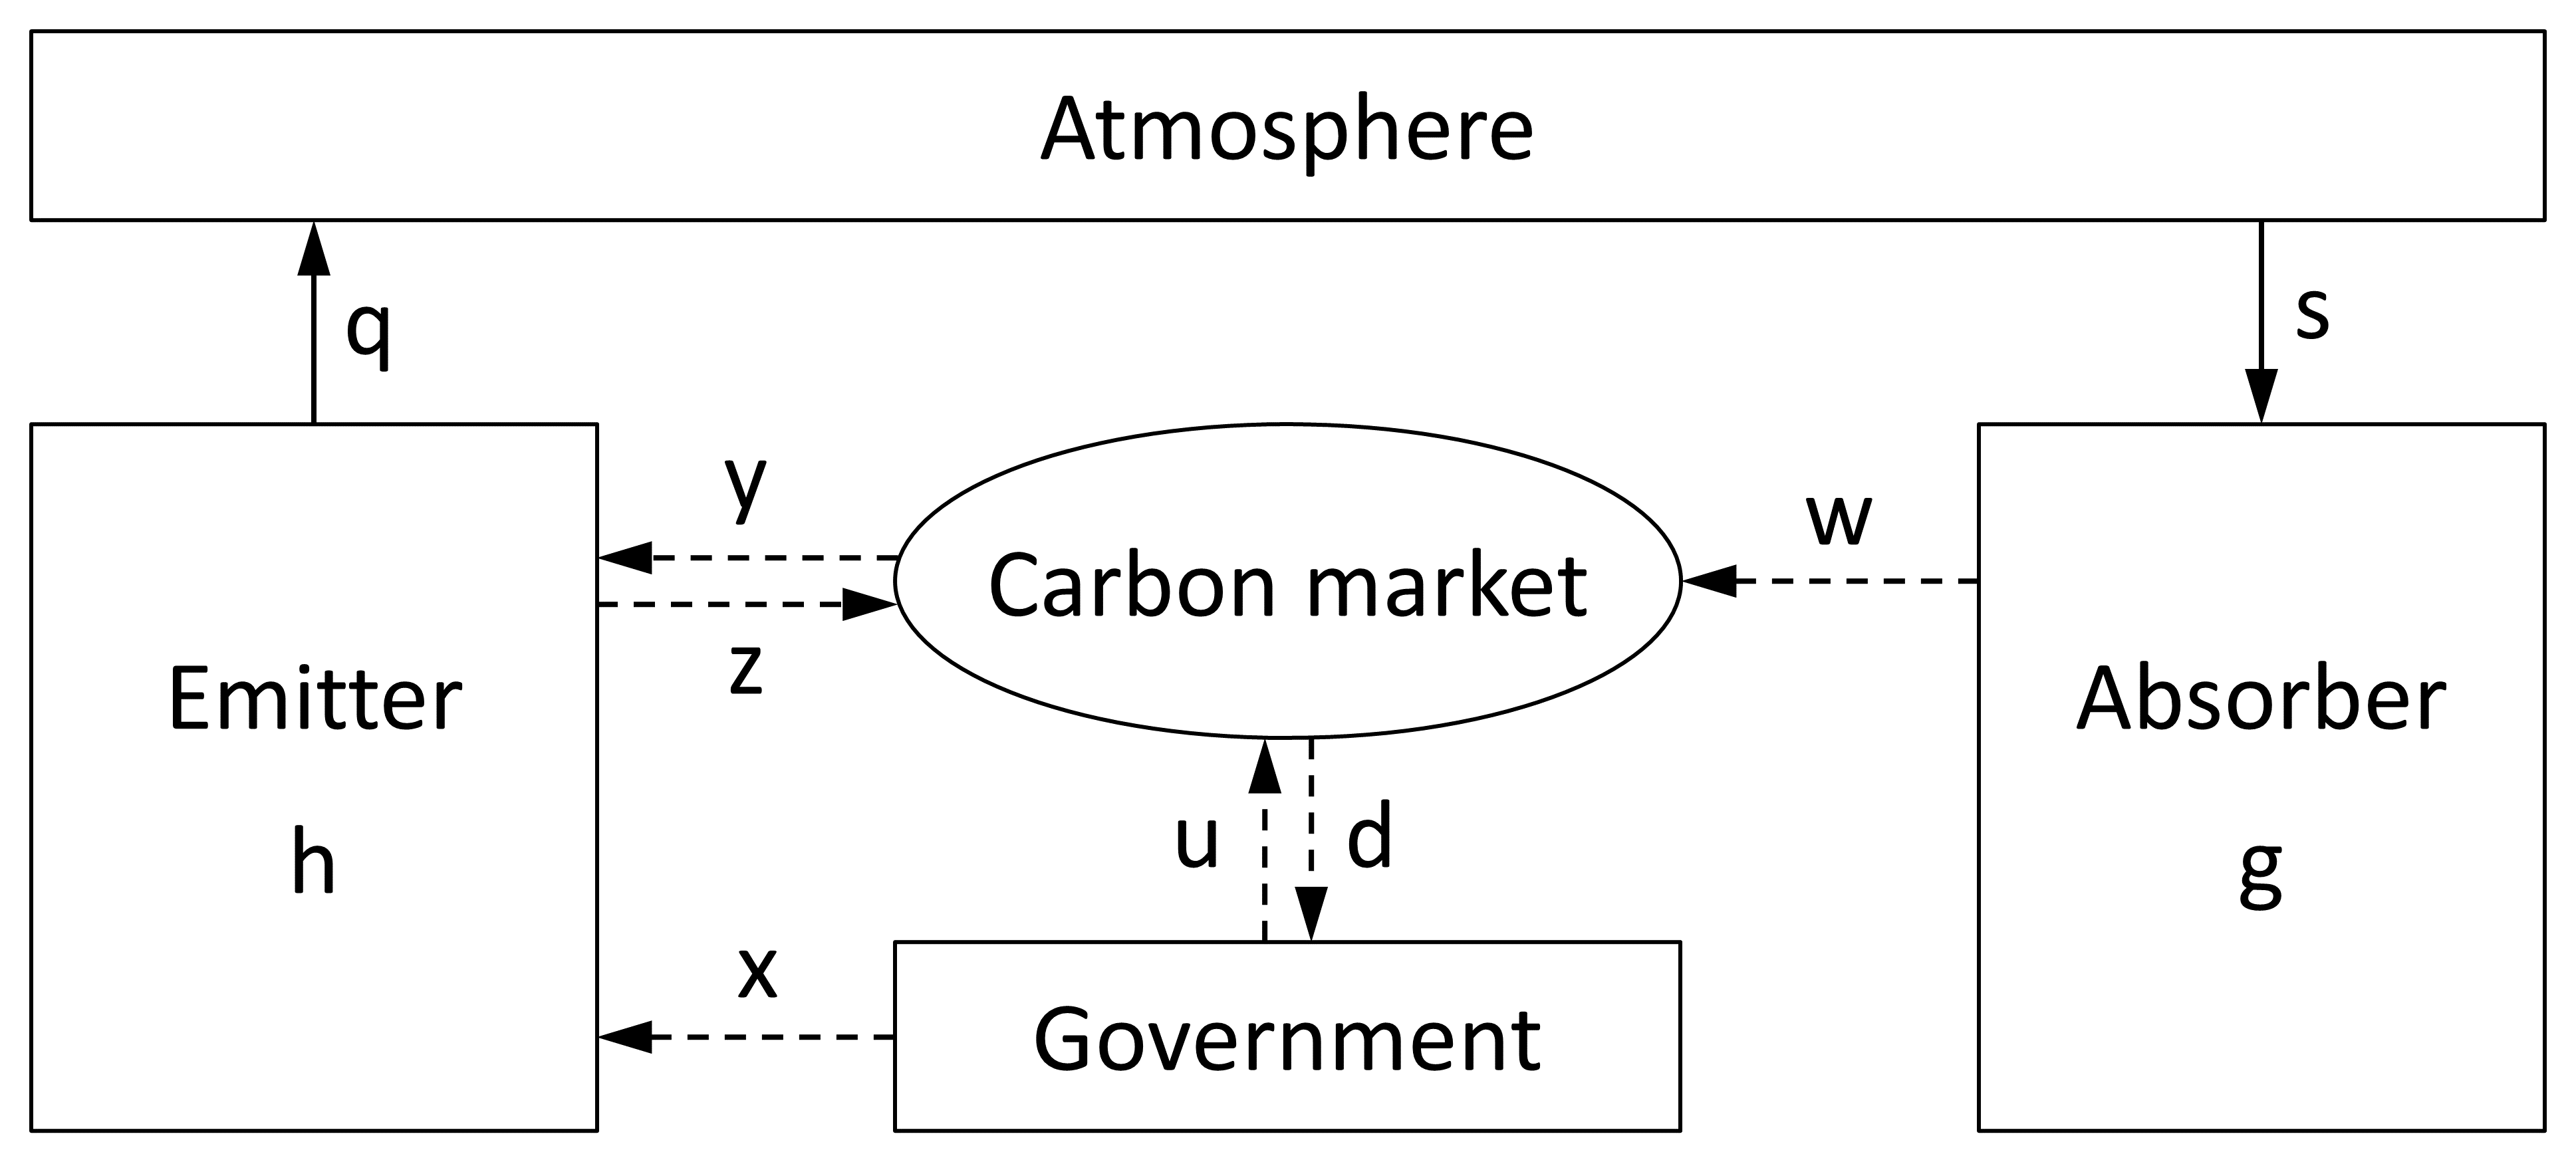 Atmosphere
q
s
y
w
Carbon market
z
Emitter
Absorber
h
u
d
g
x
Government